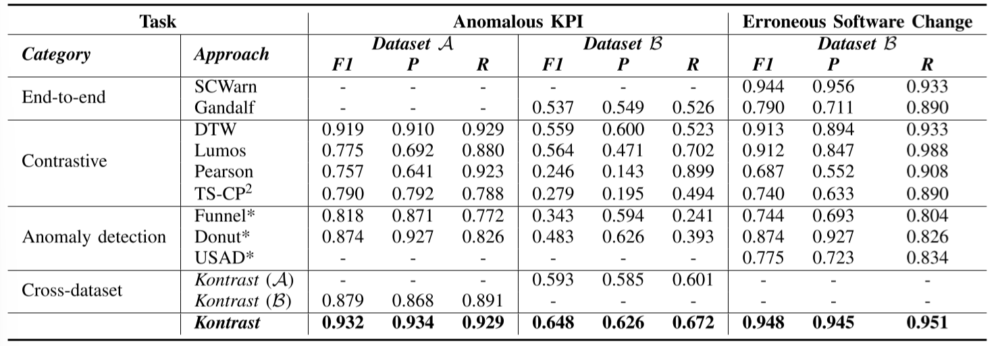 Task Anomalous KPI Erroneous Software Change
Category Approach Dataset 𝒜 Dataset ℬ Dataset ℬ
F1 P R F1 P R F1 P R
End-to-end SCWarn - - - - - - 0.944 0.956 0.933
Gandalf - - - 0.537 0.549 0.526 0.790 0.711 0.890
Contrastive DTW 0.919 0.910 0.929 0.559 0.600 0.523 0.913 0.894 0.933
Lumos 0.775 0.692 0.880 0.564 0.471 0.702 0.912 0.847 0.988
Pearson 0.757 0.641 0.923 0.246 0.143 0.899 0.687 0.552 0.908
TS-CP² 0.790 0.792 0.788 0.279 0.195 0.494 0.740 0.633 0.890
Anomaly detection Funnel* 0.818 0.871 0.772 0.343 0.594 0.241 0.744 0.693 0.804
Donut* 0.874 0.927 0.826 0.483 0.626 0.393 0.874 0.927 0.826
USAD* - - - - - - 0.775 0.723 0.834
Cross-dataset Kontrast (𝒜) - - - 0.593 0.585 0.601 - - -
Kontrast (ℬ) 0.879 0.868 0.891 - - - - - -
Kontrast 0.932 0.934 0.929 0.648 0.626 0.672 0.948 0.945 0.951